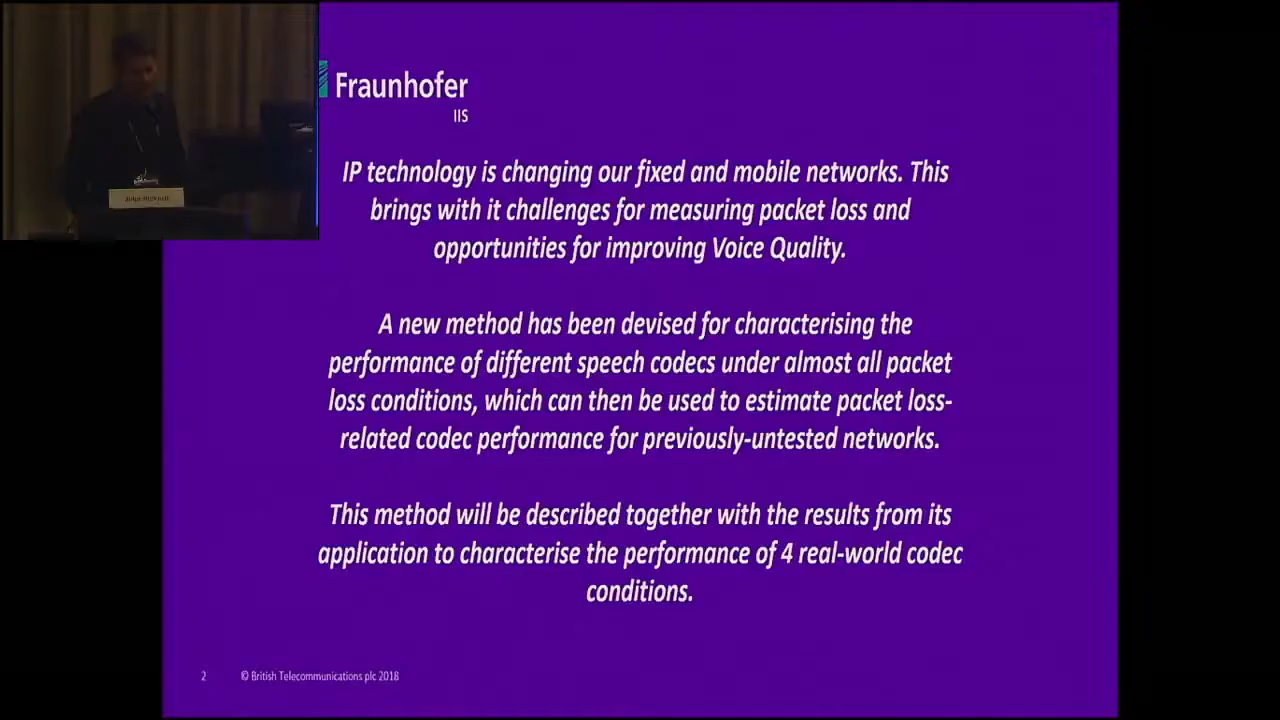 Fraunhofer
IIS
IP technology is changing our fixed and mobile networks. This
brings with it challenges for measuring packet loss and
opportunities for improving Voice Quality.
A new method has been devised for characterising the
performance of different speech codecs under almost all packet
loss conditions, which can then be used to estimate packet loss-
related codec performance for previously-untested networks.
This method will be described together with the results from its
application to characterise the performance of 4 real-world codec
conditions.
2
© British Telecommunications plc 2018